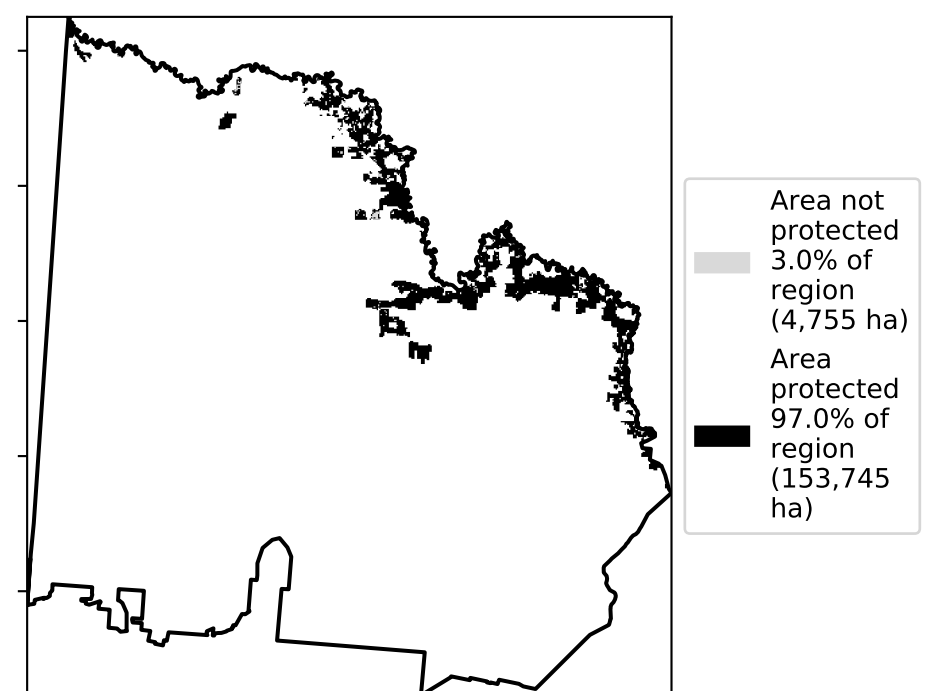 Area not
protected
3.0% of
region
(4,755 ha)
Area
protected
97.0% of
region
(153,745
ha)